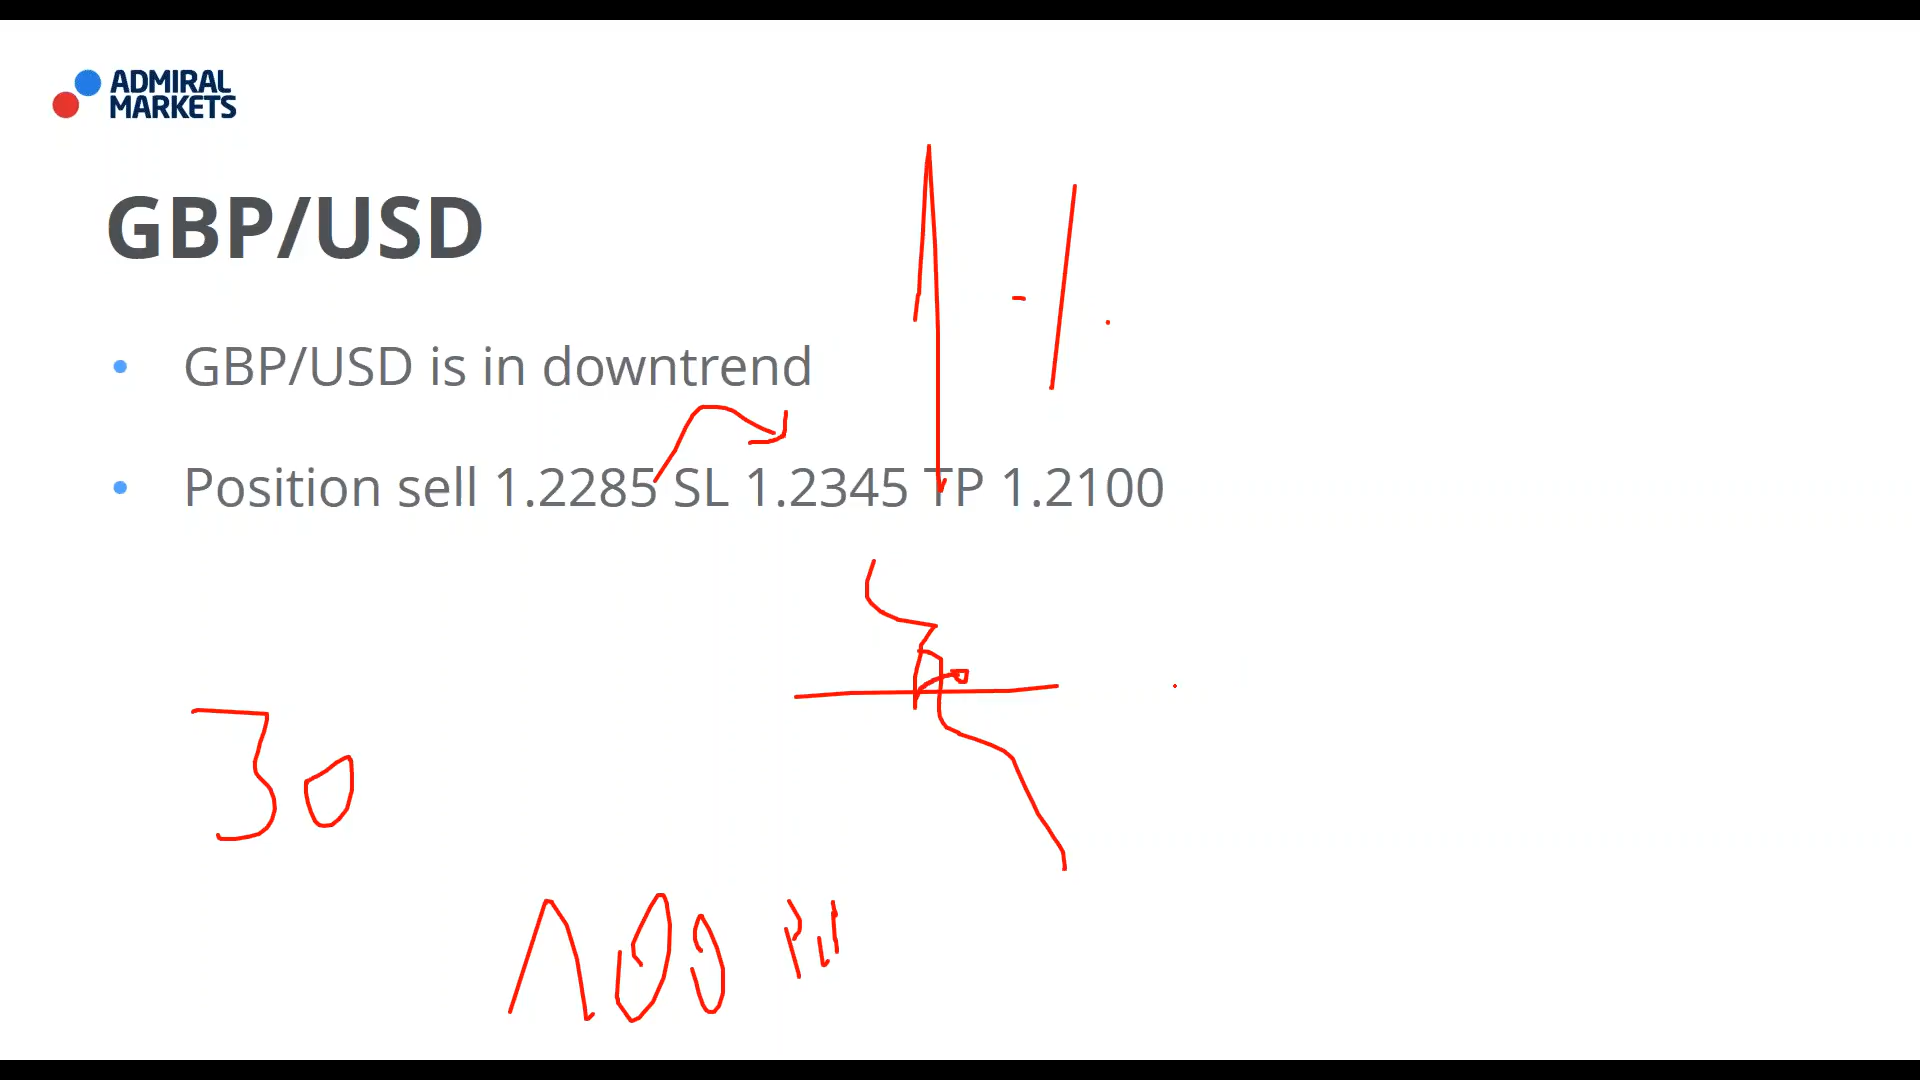 ADMIRAL
MARKETS
GBP/USD
• GBP/USD is in downtrend
• Position sell 1.2285 SL 1.2345 TP 1.2100
30
100